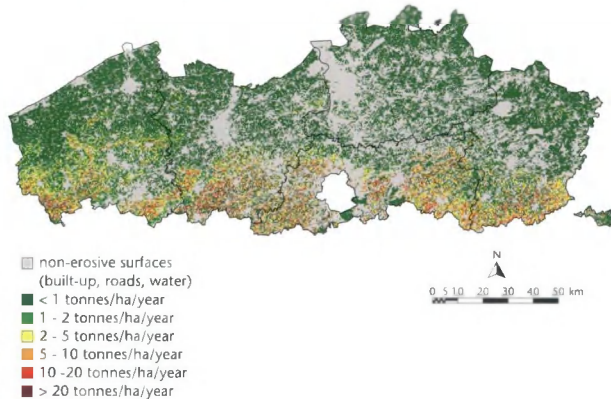 non-erosive surfaces
(built-up, roads, water)
< 1 tonnes/ha/year
1 - 2 tonnes/ha/year
2 - 5 tonnes/ha/year
5 - 10 tonnes/ha/year
10 -20 tonnes/ha/year
> 20 tonnes/ha/year
N
0 5 10 20 30 40 50 km